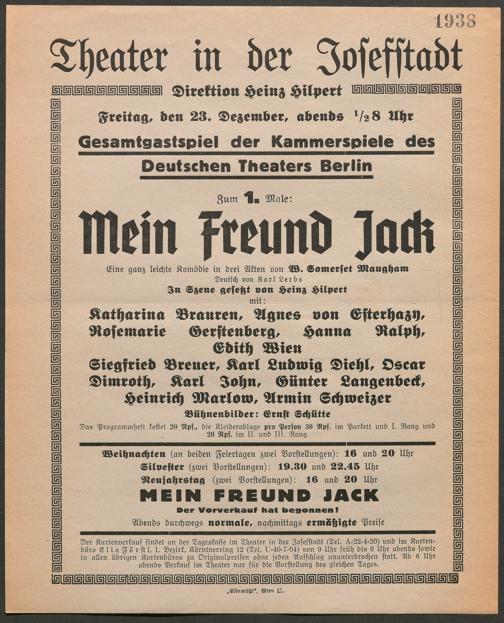 1938
Theater in der Josefstadt
Direktion Heinz Hilpert
Freitag, den 23. Dezember, abends 1/28 Uhr
Gesamtgastspiel der Kammerspiele des
Deutschen Theaters Berlin
Zum 1. Male:
Mein Freund Jack
Eine ganz leichte Komödie in drei Akten von W. Somerset Maugham
Deutsch von Karl Lerbs
In Szene gesetzt von Heinz Hilpert
mit:
Katharina Brauren, Agnes von Esterhazy,
Rosemarie Gerstenberg, Hanna Ralph,
Edith Wien
Siegfried Breuer, Karl Ludwig Diehl, Oscar
Dimroth, Karl John, Günter Langenbeck,
Heinrich Marlow, Armin Schweizer
Bühnenbilder: Ernst Schütte
Das Programmheft kostet 20 Rpf., die Kleiderablage pro Person 30 Rpf. im Parkett und I. Rang und
20 Rpf. im II. und III. Rang
Weihnachten (an beiden Feiertagen zwei Vorstellungen): 16 und 20 Uhr
Silvester (zwei Vorstellungen): 19.30 und 22.45 Uhr
Neujahrstag (zwei Vorstellungen): 16 und 20 Uhr
MEIN FREUND JACK
Der Vorverkauf hat begonnen!
Abends durchwegs normale, nachmittags ermäßigte Preise
Der Kartenverkauf findet an der Tageskasse im Theater in der Josefstadt (Tel. A-22-4-20) und im Karten-
büro Ella Förstl, I. Bezirk, Kärntnerring 12 (Tel. U-40-7-04) von 9 Uhr früh bis 6 Uhr abends sowie
in allen übrigen Kartenbüros zu Originalpreisen ohne jeden Aufschlag ununterbrochen statt. Ab 6 Uhr
abends Verkauf im Theater nur für die Vorstellung des gleichen Tages.
„Elbemühl“, Wien